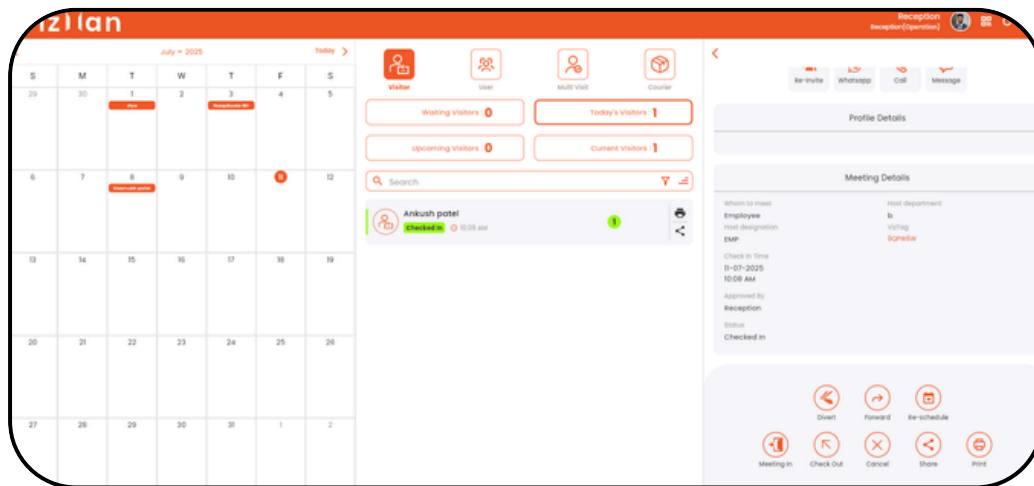 Reception
Reception(Operation)
July - 2025
Today
S M T W T F S
29 30 1 2 3 4 5
6 7 8 9 10 11 12
13 14 15 16 17 18 19
20 21 22 23 24 25 26
27 28 29 30 31 1 2
Visitor
User
Multi Visit
Courier
Waiting Visitors : 0
Today's Visitors : 1
Upcoming Visitors : 0
Current Visitors : 1
Search
Ankush patel
Checked In
10:08 AM
1
Re-Invite
Whatsapp
Call
Message
Profile Details
Meeting Details
Whom to meet
Employee
Host department
b
Host designation
EMP
VizTag
Check In Time
11-07-2025
10:08 AM
Approved By
Reception
Status
Checked In
Divert
Forward
Re-schedule
Meeting In
Check Out
Cancel
Share
Print